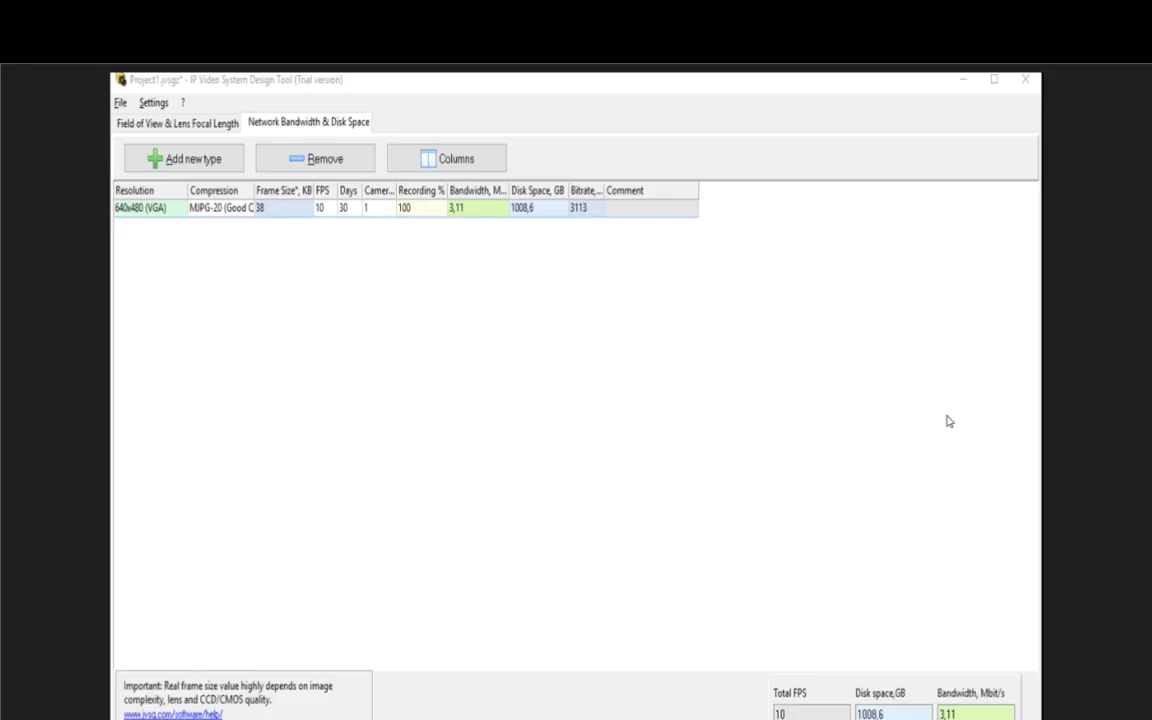 Project1.jvsgz* - IP Video System Design Tool (Trial version)
File Settings ?
Field of View & Lens Focal Length Network Bandwidth & Disk Space
Add new type Remove Columns
Resolution Compression Frame Size*, KB FPS Days Camer... Recording % Bandwidth, M... Disk Space, GB Bitrate,... Comment
640x480 (VGA) MJPG-20 (Good C 38 10 30 1 100 3,11 1008,6 3113
Important: Real frame size value highly depends on image
complexity, lens and CCD/CMOS quality.
www.jvsg.com/software/help/
Total FPS Disk space,GB Bandwidth, Mbit/s
10 1008,6 3,11